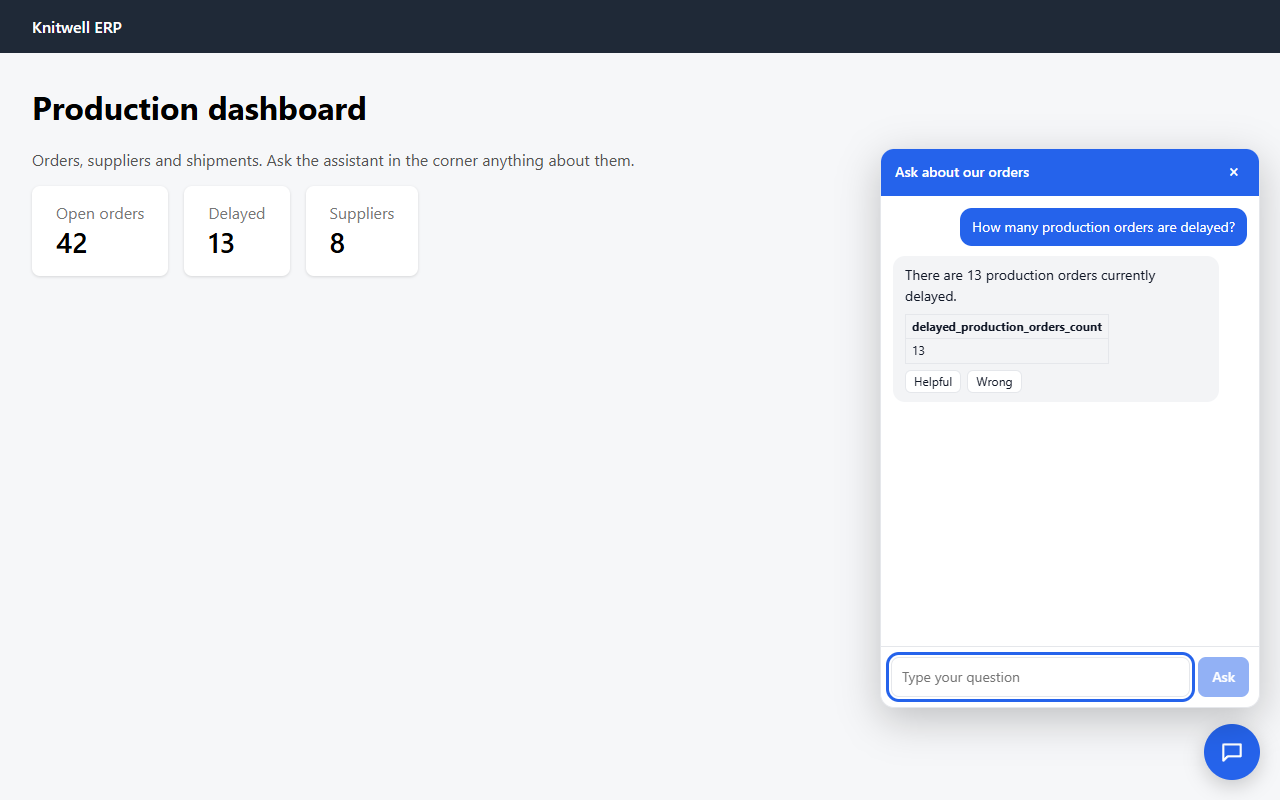 Knitwell ERP
Production dashboard
Orders, suppliers and shipments. Ask the assistant in the corner anything about them.
Open orders
42
Delayed
13
Suppliers
8
Ask about our orders
×
How many production orders are delayed?
There are 13 production orders currently
delayed.
delayed_production_orders_count
13
Helpful
Wrong
Type your question
Ask